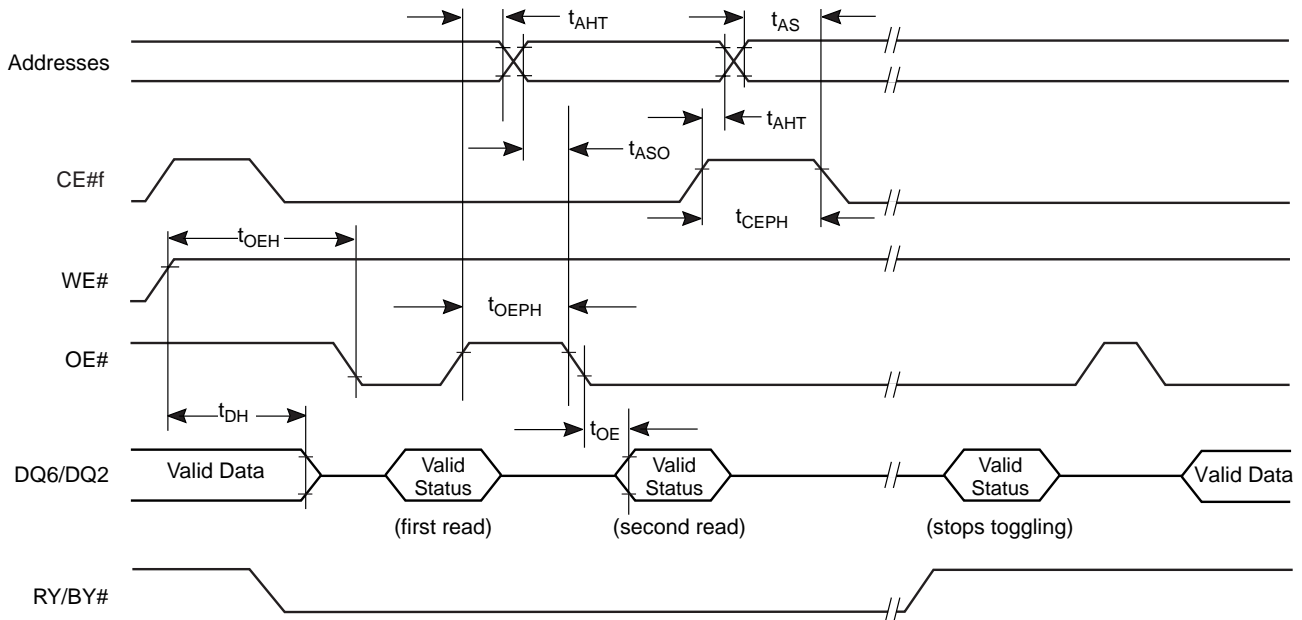 tAHT
tAS
Addresses
tAHT
tASO
CE#f
tCEPH
tOEH
WE#
tOEPH
OE#
tDH
tOE
DQ6/DQ2
Valid Data
Valid
Status
Valid
Status
Valid
Status
Valid Data
(first read)
(second read)
(stops toggling)
RY/BY#